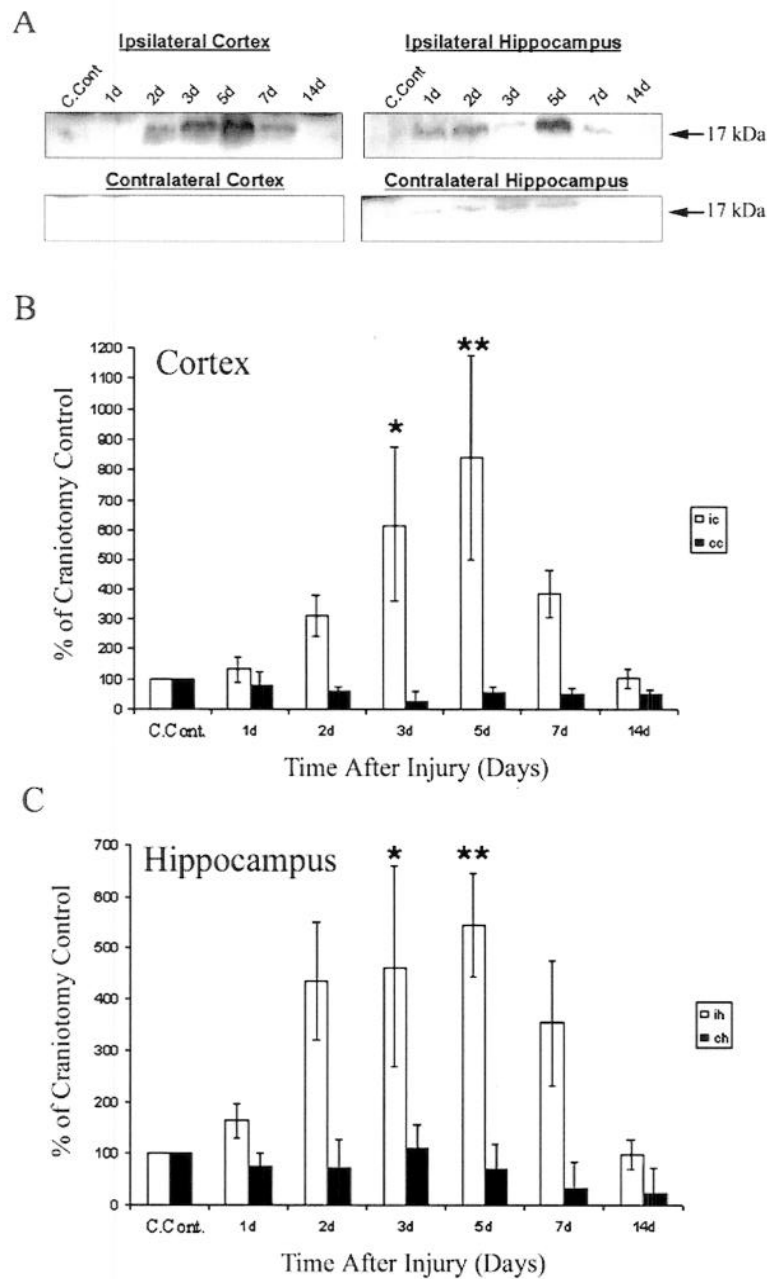 A
Ipsilateral Cortex
Ipsilateral Hippocampus
C.Cont 1d 2d 3d 5d 7d 14d
C.Cont 1d 2d 3d 5d 7d 14d
17 kDa
Contralateral Cortex
Contralateral Hippocampus
17 kDa
B
Cortex
% of Craniotomy Control
1200
1100
1000
900
800
700
600
500
400
300
200
100
0
* **
ic
cc
C.Cont. 1d 2d 3d 5d 7d 14d
Time After Injury (Days)
C
Hippocampus
% of Craniotomy Control
700
600
500
400
300
200
100
0
* **
ih
ch
C.Cont. 1d 2d 3d 5d 7d 14d
Time After Injury (Days)